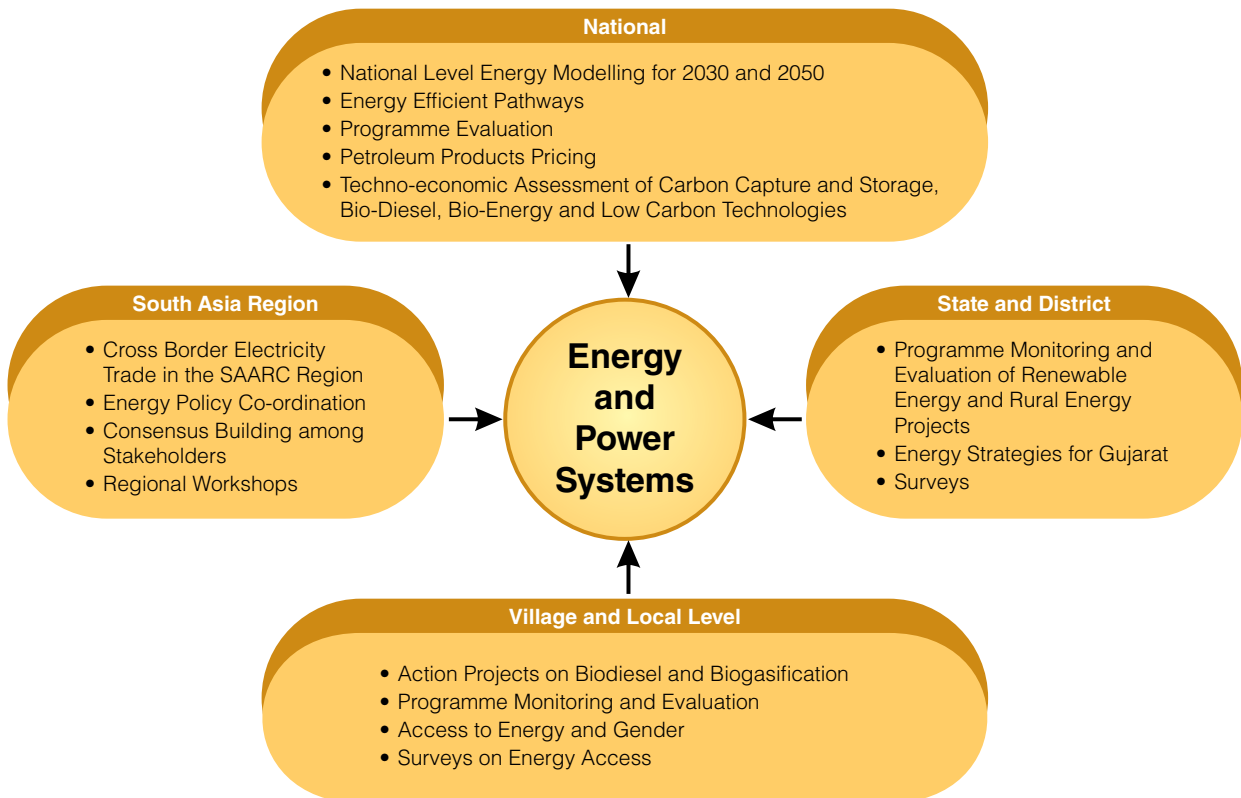 National
• National Level Energy Modelling for 2030 and 2050
• Energy Efficient Pathways
• Programme Evaluation
• Petroleum Products Pricing
• Techno-economic Assessment of Carbon Capture and Storage,
Bio-Diesel, Bio-Energy and Low Carbon Technologies
South Asia Region
• Cross Border Electricity
Trade in the SAARC Region
• Energy Policy Co-ordination
• Consensus Building among
Stakeholders
• Regional Workshops
Energy
and
Power
Systems
State and District
• Programme Monitoring and
Evaluation of Renewable
Energy and Rural Energy
Projects
• Energy Strategies for Gujarat
• Surveys
Village and Local Level
• Action Projects on Biodiesel and Biogasification
• Programme Monitoring and Evaluation
• Access to Energy and Gender
• Surveys on Energy Access